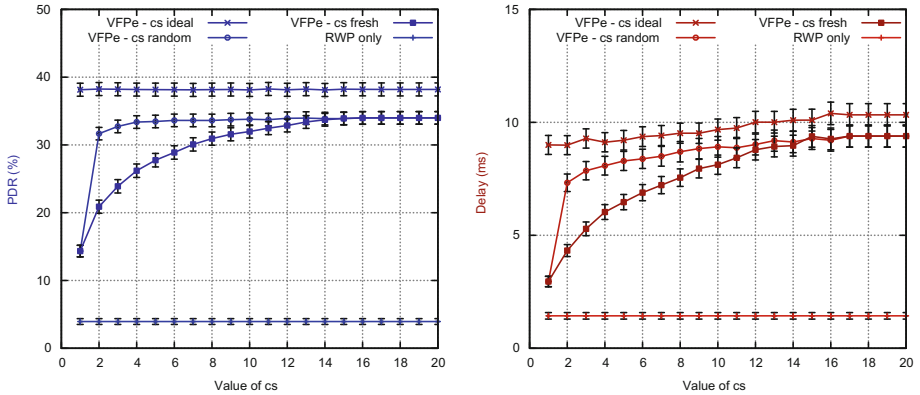 VFPe - cs ideal VFPe - cs fresh
VFPe - cs random RWP only
50
40
30
20
10
0
PDR (%)
0 2 4 6 8 10 12 14 16 18 20
Value of cs
VFPe - cs ideal VFPe - cs fresh
VFPe - cs random RWP only
15
10
5
0
Delay (ms)
0 2 4 6 8 10 12 14 16 18 20
Value of cs